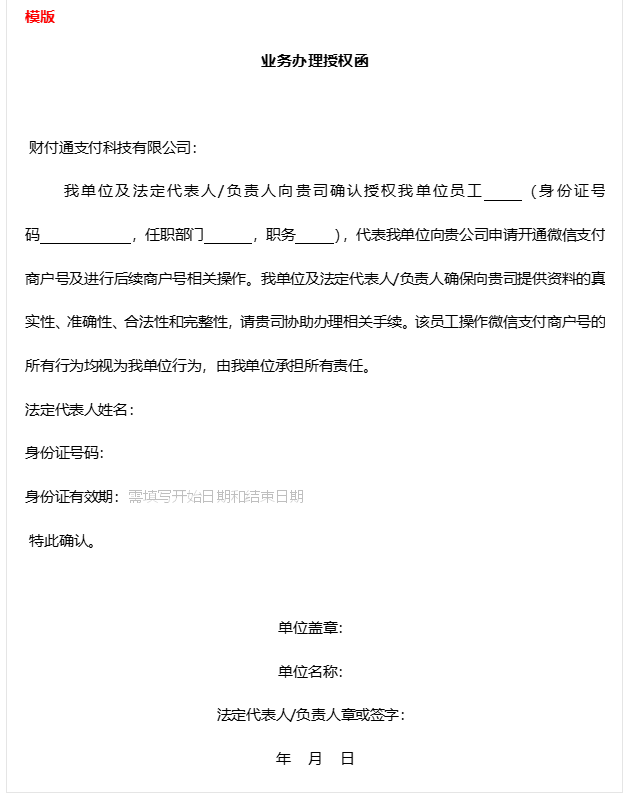 模版
业务办理授权函
财付通支付科技有限公司：
我单位及法定代表人/负责人向贵司确认授权我单位员工_____（身份证号
码____________，任职部门______，职务_____），代表我单位向贵公司申请开通微信支付
商户号及进行后续商户号相关操作。我单位及法定代表人/负责人确保向贵司提供资料的真
实性、准确性、合法性和完整性，请贵司协助办理相关手续。该员工操作微信支付商户号的
所有行为均视为我单位行为，由我单位承担所有责任。
法定代表人姓名：
身份证号码：
身份证有效期：需填写开始日期和结束日期
特此确认。
单位盖章：
单位名称：
法定代表人/负责人章或签字：
年 月 日